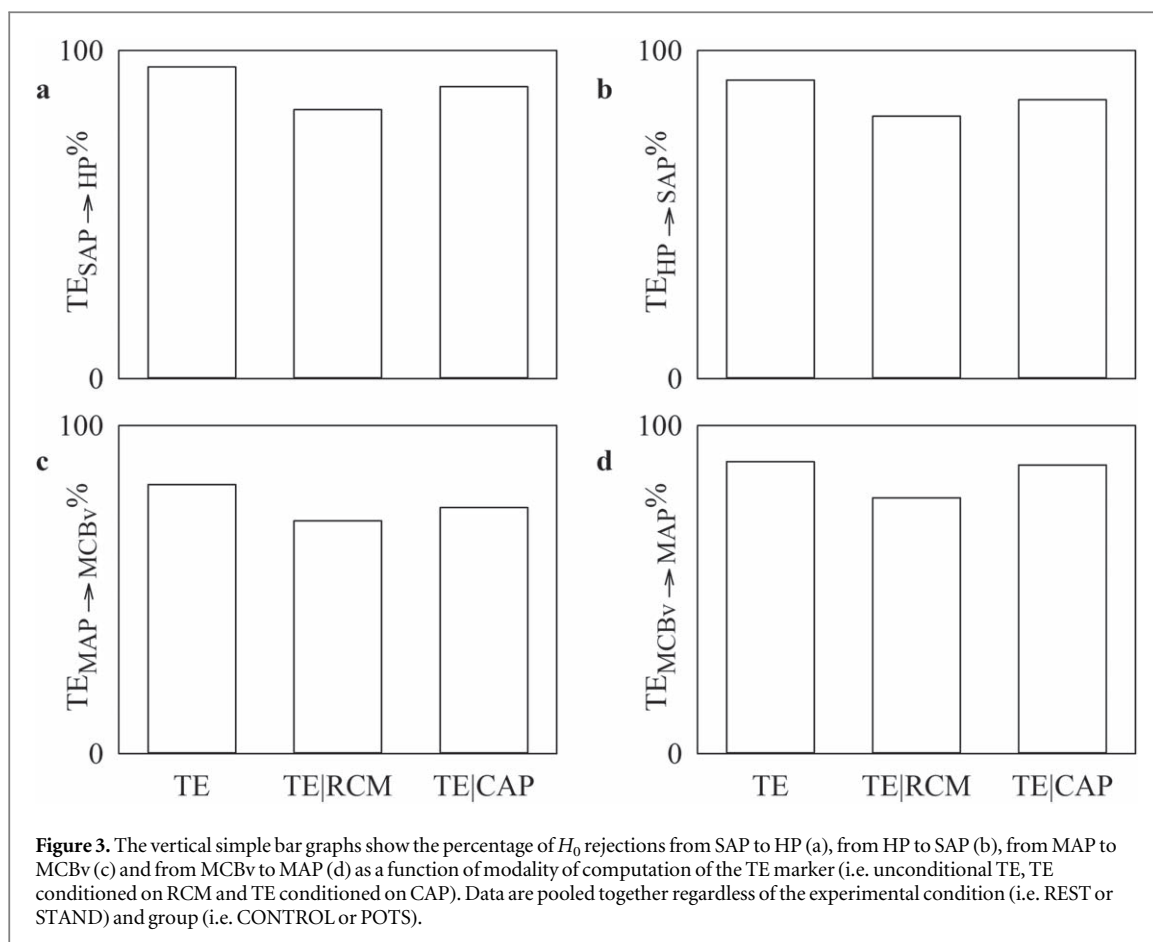 100
a
TE_SAP → HP%
0
100
b
TE_HP → SAP%
0
100
c
TE_MAP → MCBv%
0
TE TE|RCM TE|CAP
100
d
TE_MCBv → MAP%
0
TE TE|RCM TE|CAP
Figure 3. The vertical simple bar graphs show the percentage of H₀ rejections from SAP to HP (a), from HP to SAP (b), from MAP to
MCBv (c) and from MCBv to MAP (d) as a function of modality of computation of the TE marker (i.e. unconditional TE, TE
conditioned on RCM and TE conditioned on CAP). Data are pooled together regardless of the experimental condition (i.e. REST or
STAND) and group (i.e. CONTROL or POTS).